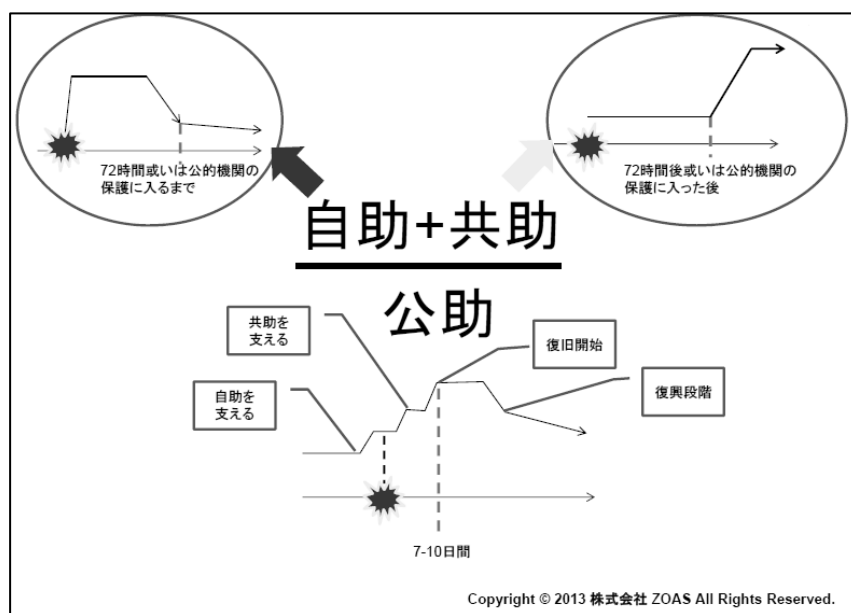 72時間或いは公的機関の
保護に入るまで
72時間後或いは公的機関の
保護に入った後
自助+共助
公助
共助を
支える
自助を
支える
復旧開始
復興段階
7-10日間
Copyright © 2013 株式会社 ZOAS All Rights Reserved.